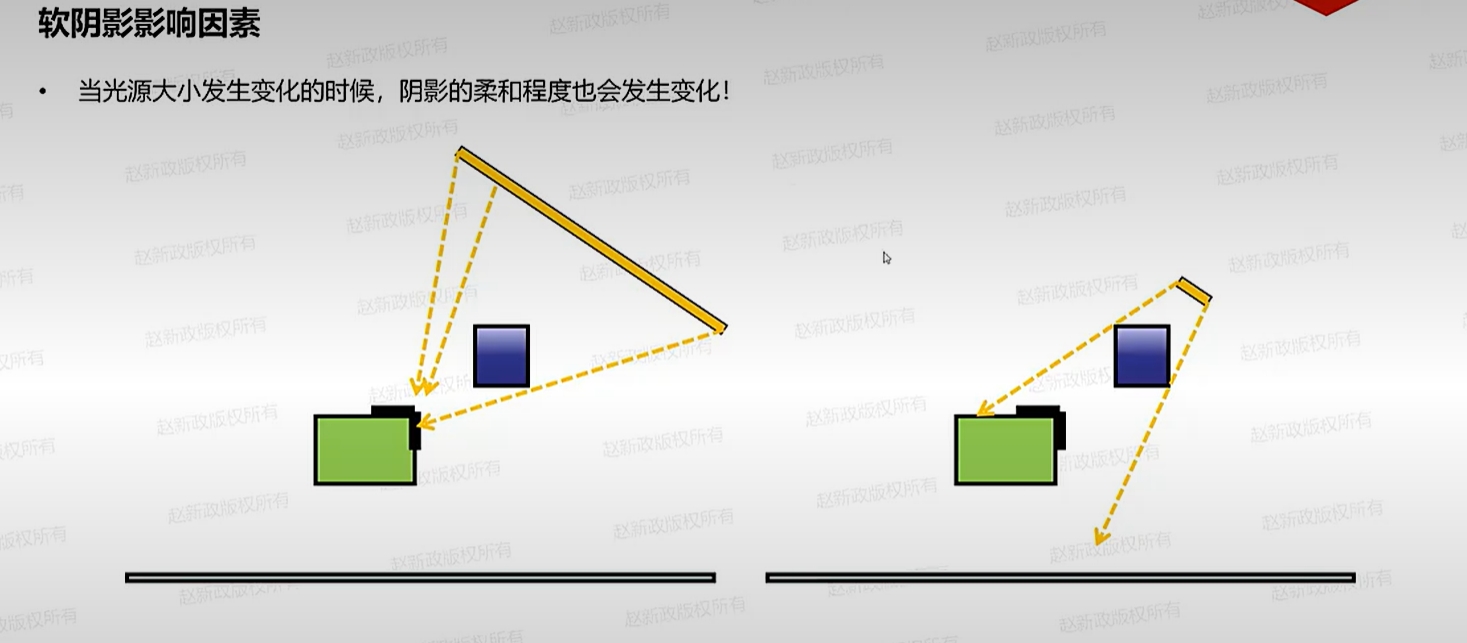 软阴影影响因素
• 当光源大小发生变化的时候，阴影的柔和程度也会发生变化！
赵新政版权所有